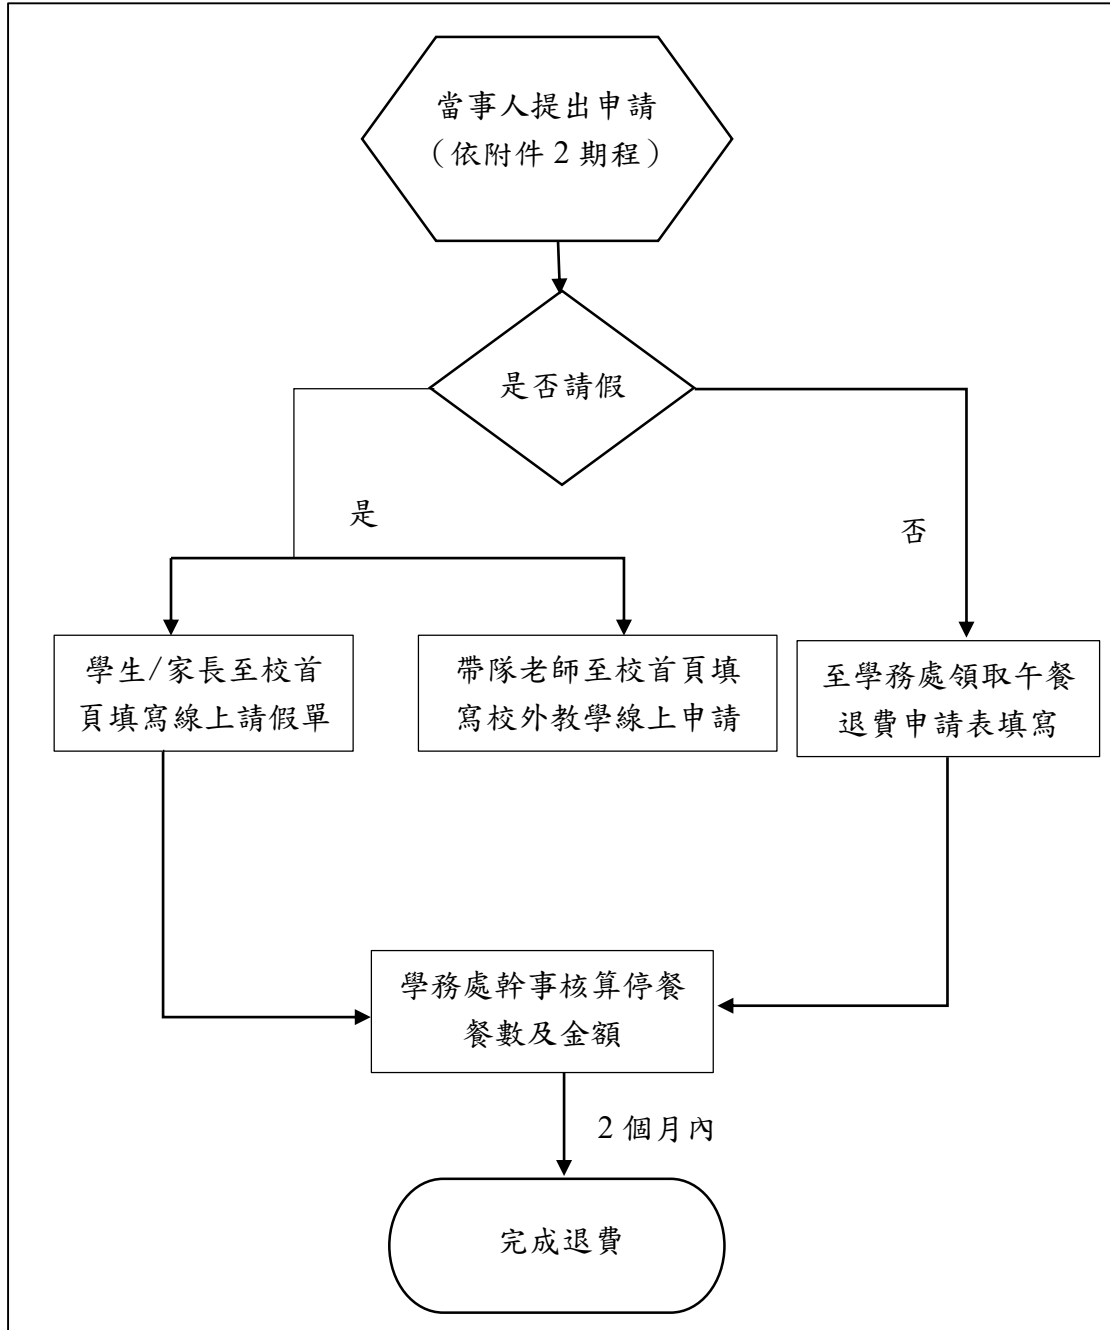 當事人提出申請
（依附件 2 期程）
是否請假
是
否
學生/家長至校首
頁填寫線上請假單
帶隊老師至校首頁填
寫校外教學線上申請
至學務處領取午餐
退費申請表填寫
學務處幹事核算停餐
餐數及金額
2 個月內
完成退費